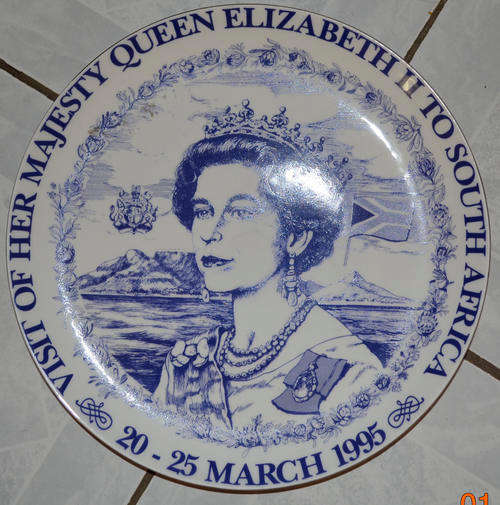 VISIT OF HER MAJESTY QUEEN ELIZABETH II TO SOUTH AFRICA
20 - 25 MARCH 1995
01